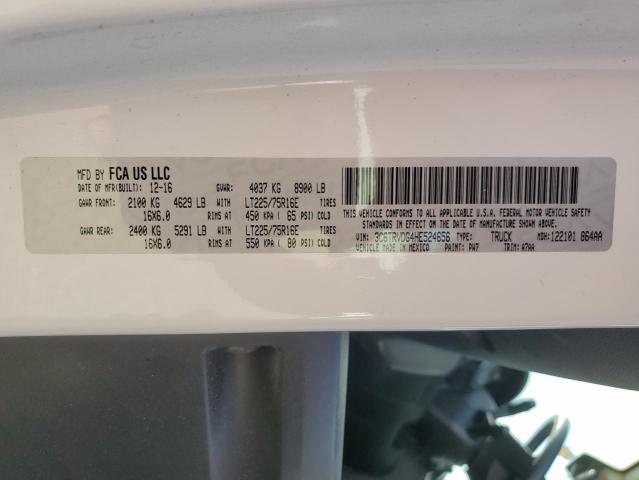 MFD BY FCA US LLC
DATE OF MFR(BUILT): 12-16 GVWR: 4037 KG 8900 LB
GAWR FRONT: 2100 KG 4629 LB WITH LT225/75R16E TIRES
16X6.0 RIMS AT 450 KPA ( 65 PSI) COLD
GAWR REAR: 2400 KG 5291 LB WITH LT225/75R16E TIRES
16X6.0 RIMS AT 550 KPA ( 80 PSI) COLD
THIS VEHICLE CONFORMS TO ALL APPLICABLE U.S.A. FEDERAL MOTOR VEHICLE SAFETY
STANDARDS IN EFFECT ON THE DATE OF MANUFACTURE SHOWN ABOVE.
VIN: 3C6TRVDG4HE524656 TYPE: TRUCK MDH:122101 864AA
VEHICLE MADE IN MEXICO PAINT: PW7 TRIM: A7AA